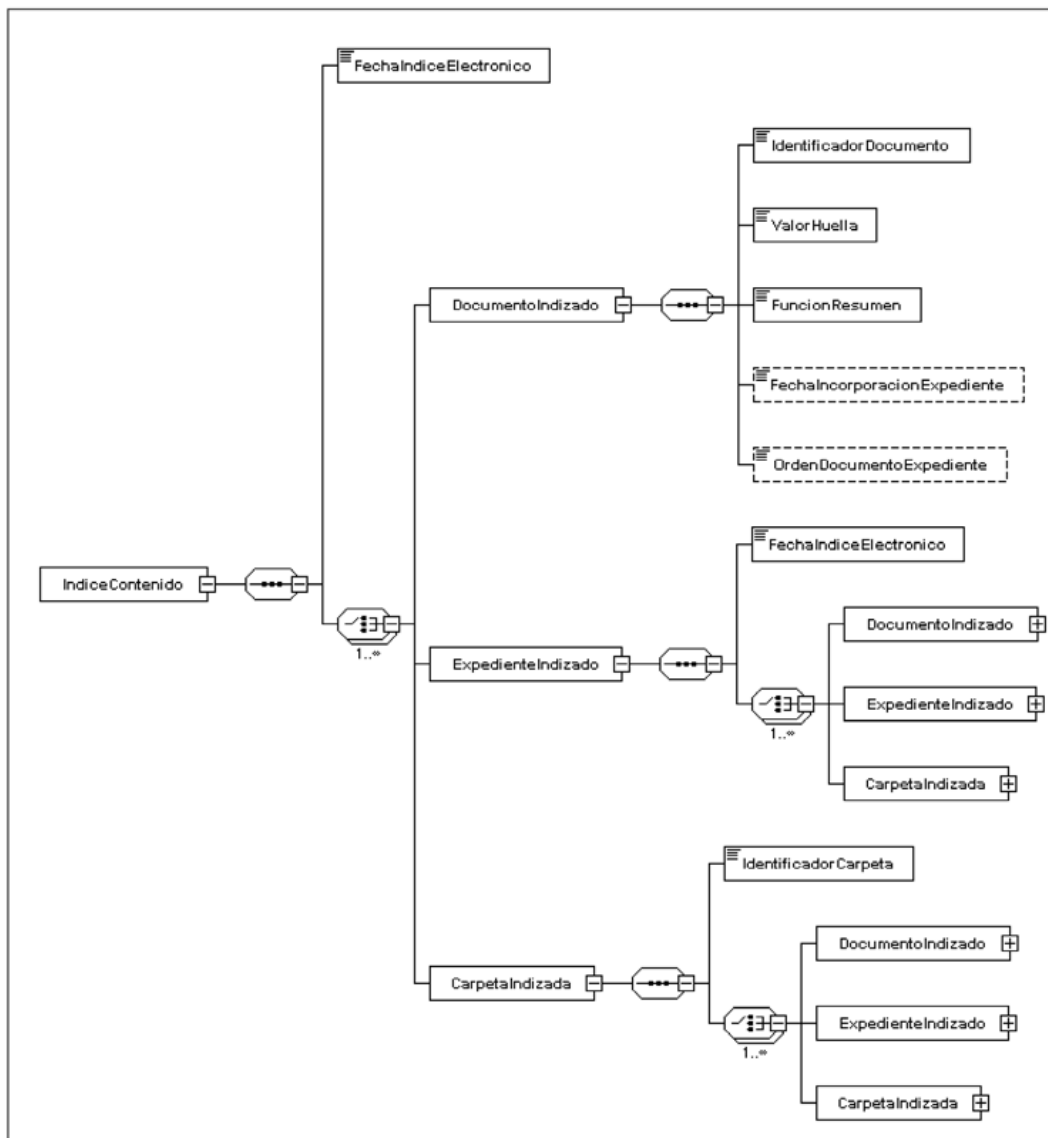 FechaIndiceElectronico
IdentificadorDocumento
ValorHuella
DocumentoIndizado
FuncionResumen
FechaIncorporacionExpediente
OrdenDocumentoExpediente
FechaIndiceElectronico
IndiceContenido
DocumentoIndizado
1..∞
ExpedienteIndizado
ExpedienteIndizado
1..∞
CarpetaIndizada
IdentificadorCarpeta
DocumentoIndizado
CarpetaIndizada
ExpedienteIndizado
1..∞
CarpetaIndizada